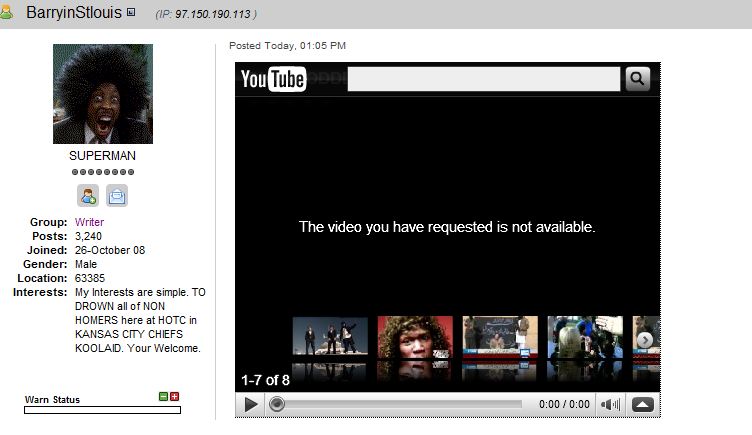 BarryinStlouis (IP: 97.150.190.113 )
Posted Today, 01:05 PM
YouTube
SUPERMAN
Group: Writer
Posts: 3,240
Joined: 26-October 08
Gender: Male
Location: 63385
Interests: My Interests are simple. TO
DROWN all of NON
HOMERS here at HOTC in
KANSAS CITY CHIEFS
KOOLAID. Your Welcome.
Warn Status
The video you have requested is not available.
1-7 of 8
0:00 / 0:00